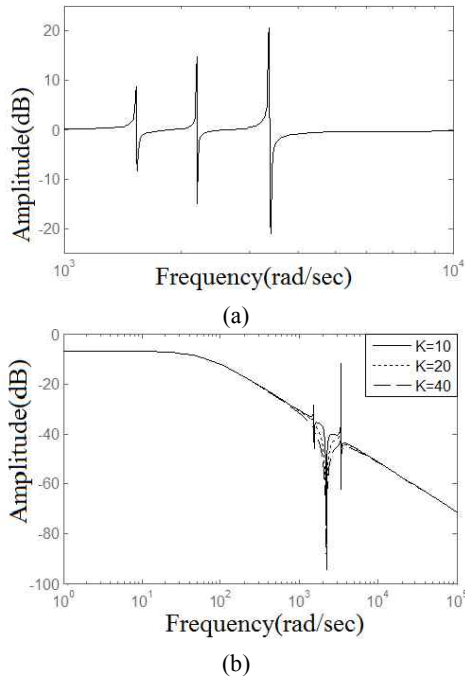 20
10
0
-10
-20
Amplitude(dB)
10^3
10^4
Frequency(rad/sec)
(a)
0
-20
-40
-60
-80
-100
Amplitude(dB)
K=10
K=20
K=40
10^0
10^1
10^2
10^3
10^4
10^5
Frequency(rad/sec)
(b)